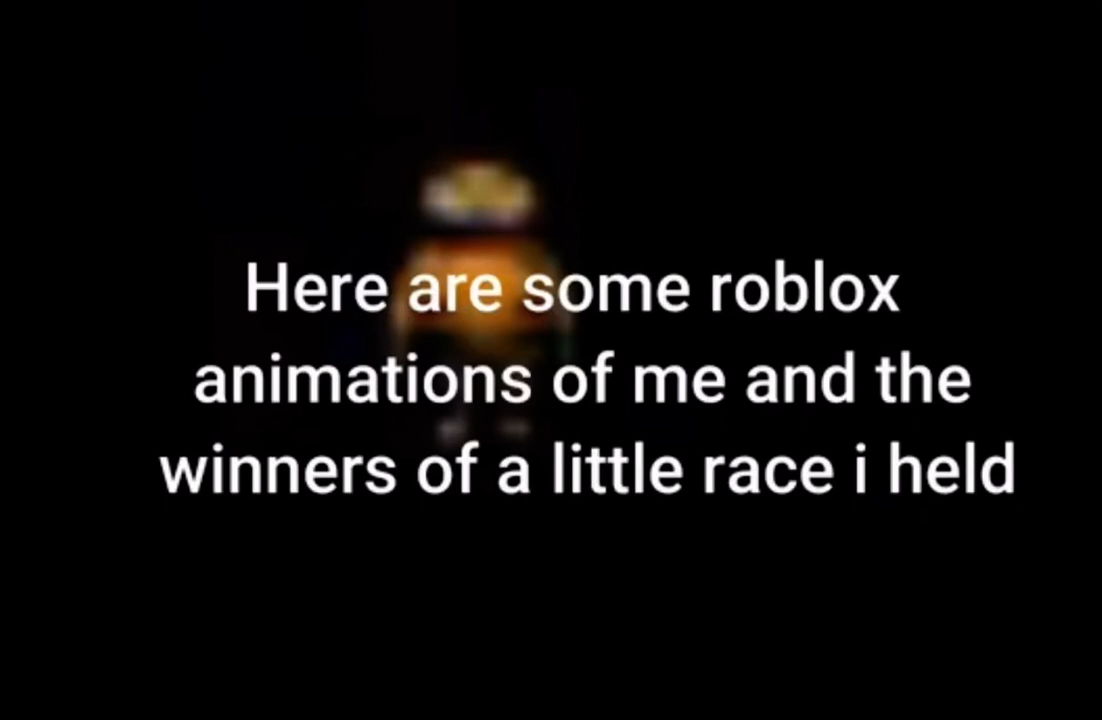 Here are some roblox
animations of me and the
winners of a little race i held